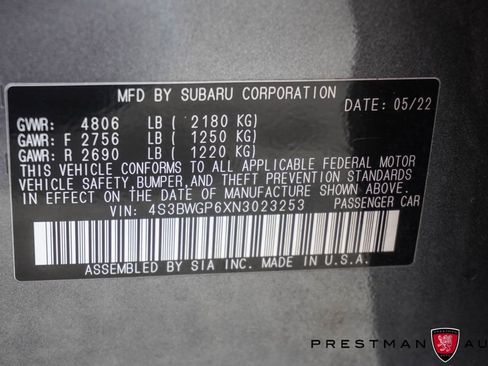 MFD BY SUBARU CORPORATION
DATE: 05/22
GVWR: 4806 LB ( 2180 KG)
GAWR: F 2756 LB ( 1250 KG)
GAWR: R 2690 LB ( 1220 KG)
THIS VEHICLE CONFORMS TO ALL APPLICABLE FEDERAL MOTOR
VEHICLE SAFETY, BUMPER, AND THEFT PREVENTION STANDARDS
IN EFFECT ON THE DATE OF MANUFACTURE SHOWN ABOVE.
VIN: 4S3BWGP6XN3023253 PASSENGER CAR
ASSEMBLED BY SIA INC. MADE IN U.S.A.
PRESTMAN AU